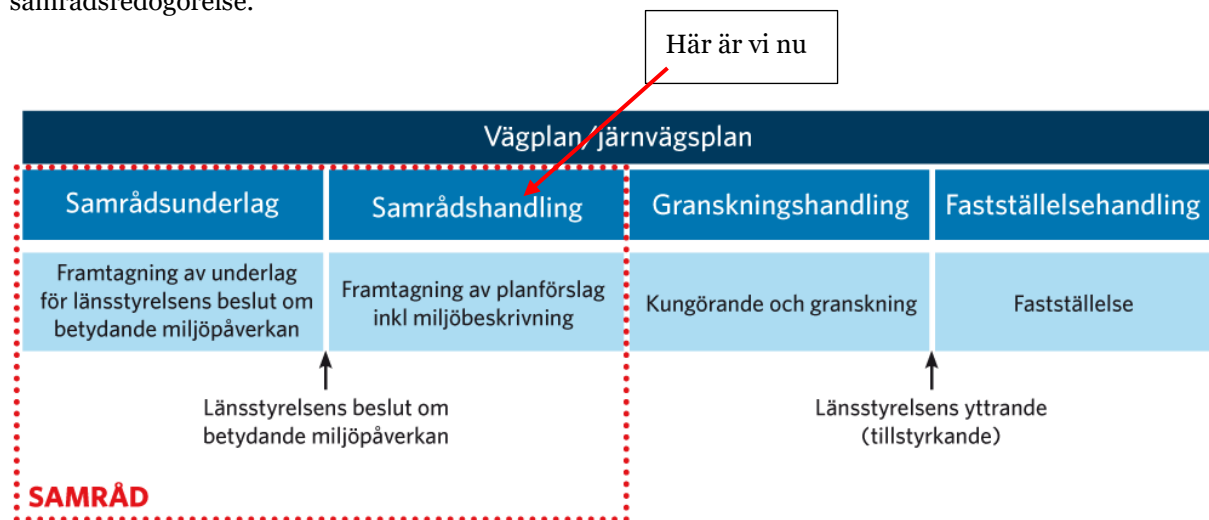 samrådsredogörelse.
Här är vi nu
Vägplan/järnvägsplan
Samrådsunderlag
Samrådshandling
Granskningshandling
Fastställelsehandling
Framtagning av underlag
för länsstyrelsens beslut om
betydande miljöpåverkan
Framtagning av planförslag
inkl miljöbeskrivning
Kungörande och granskning
Fastställelse
Länsstyrelsens beslut om
betydande miljöpåverkan
Länsstyrelsens yttrande
(tillstyrkande)
SAMRÅD